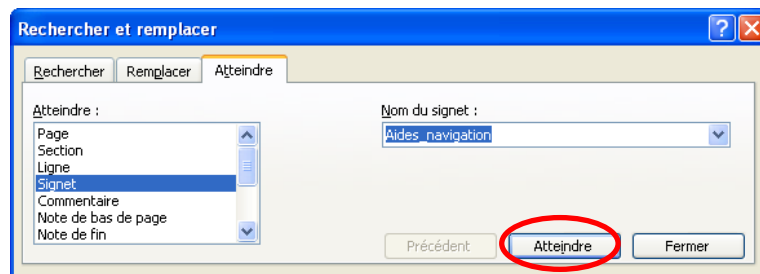 Rechercher et remplacer
Rechercher Remplacer Atteindre
Atteindre :
Page
Section
Ligne
Signet
Commentaire
Note de bas de page
Note de fin
Nom du signet :
Aides_navigation
Précédent Atteindre Fermer